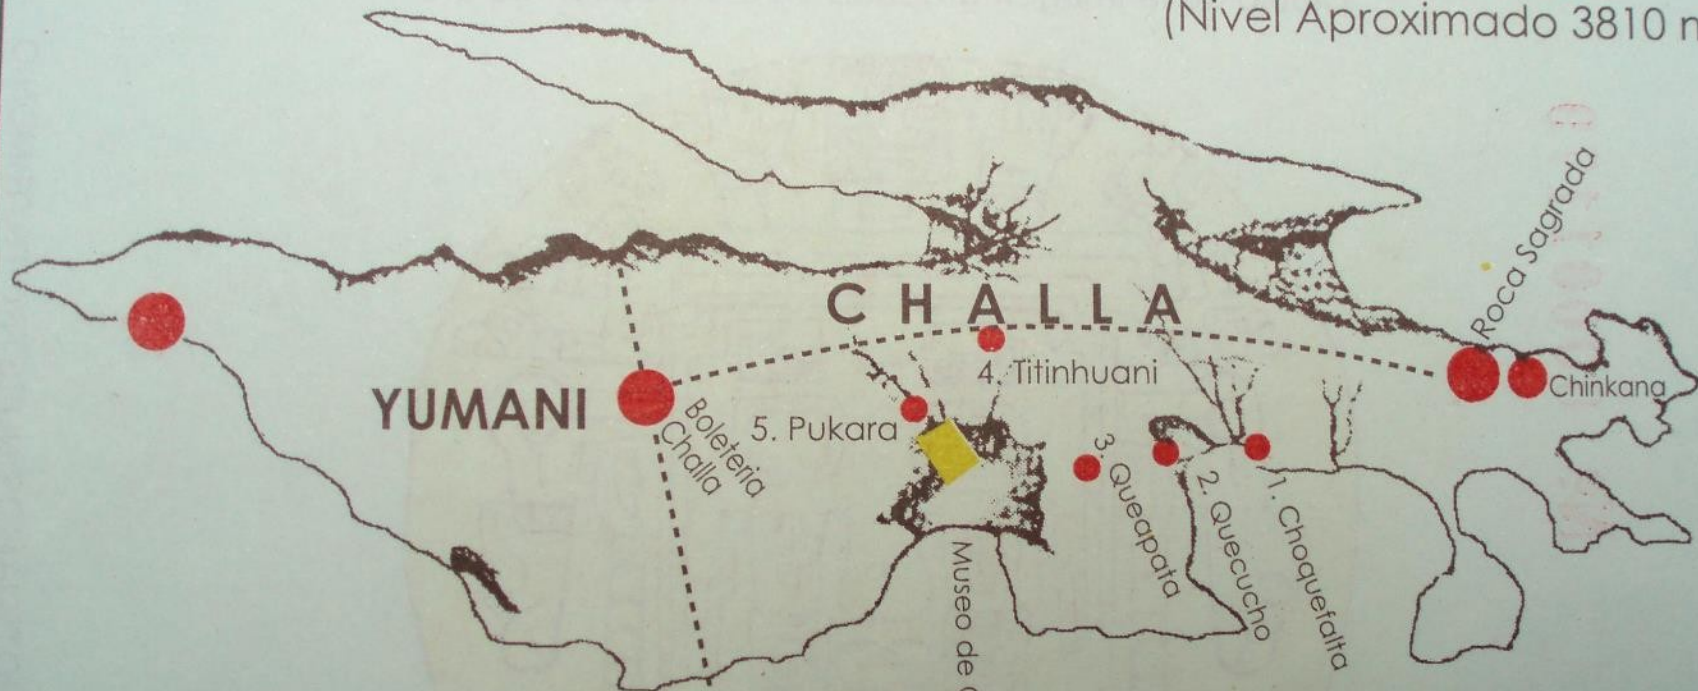 (Nivel Aproximado 3810
Roca Sagrada
CHALLA
4. Titinhuani
Chinkana
YUMANI
Boleteria
Challa
5. Pukara
3. Queapata
2. Quecucho
1. Choquefalta
Museo de